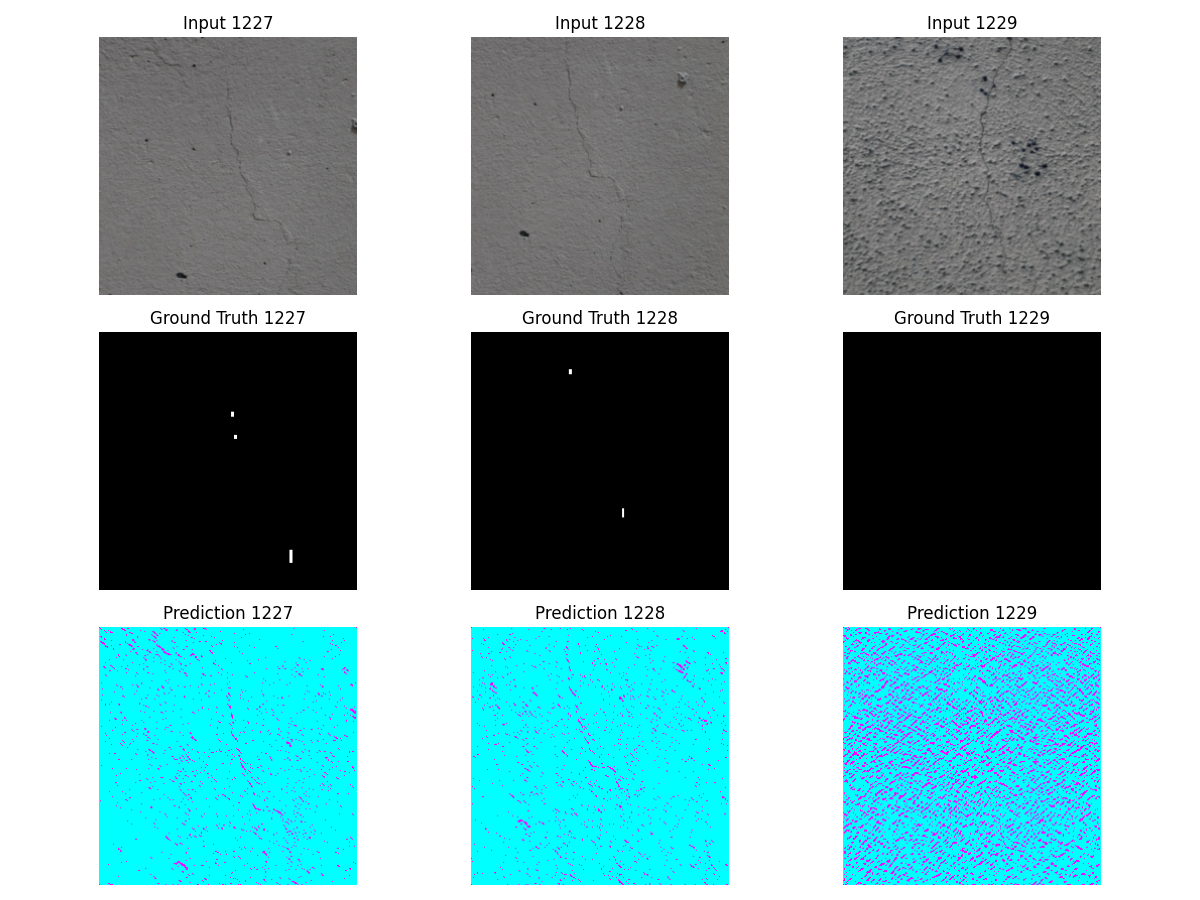 Input 1227
Input 1228
Input 1229
Ground Truth 1227
Ground Truth 1228
Ground Truth 1229
Prediction 1227
Prediction 1228
Prediction 1229